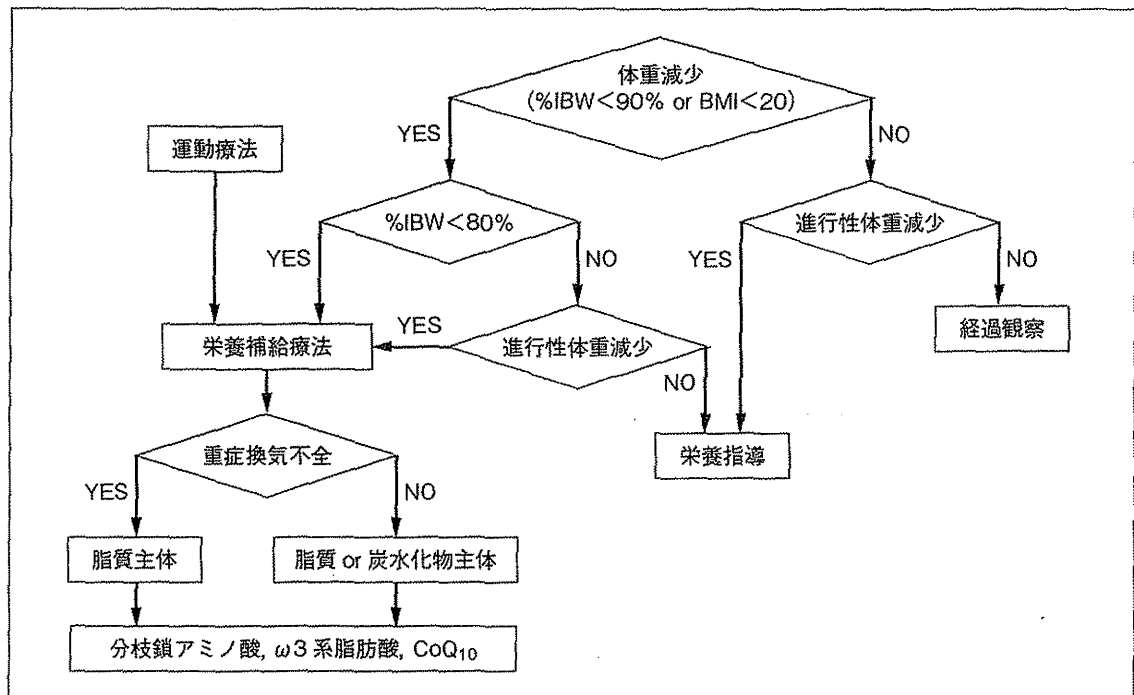 体重減少
(%IBW<90% or BMI<20)
YES
NO
運動療法
%IBW<80%
進行性体重減少
YES
NO
YES
NO
経過観察
栄養補給療法
YES
進行性体重減少
NO
重症換気不全
栄養指導
YES
NO
脂質主体
脂質 or 炭水化物主体
分枝鎖アミノ酸, ω3 系脂肪酸, CoQ₁₀